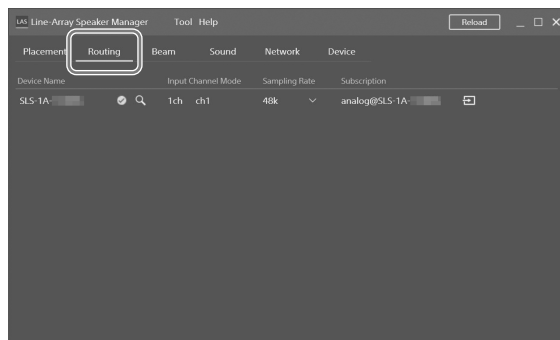 LAS Line-Array Speaker Manager Tool Help Reload
Placement Routing Beam Sound Network Device
Device Name Input Channel Mode Sampling Rate Subscription
SLS-1A- 1ch ch1 48k analog@SLS-1A-